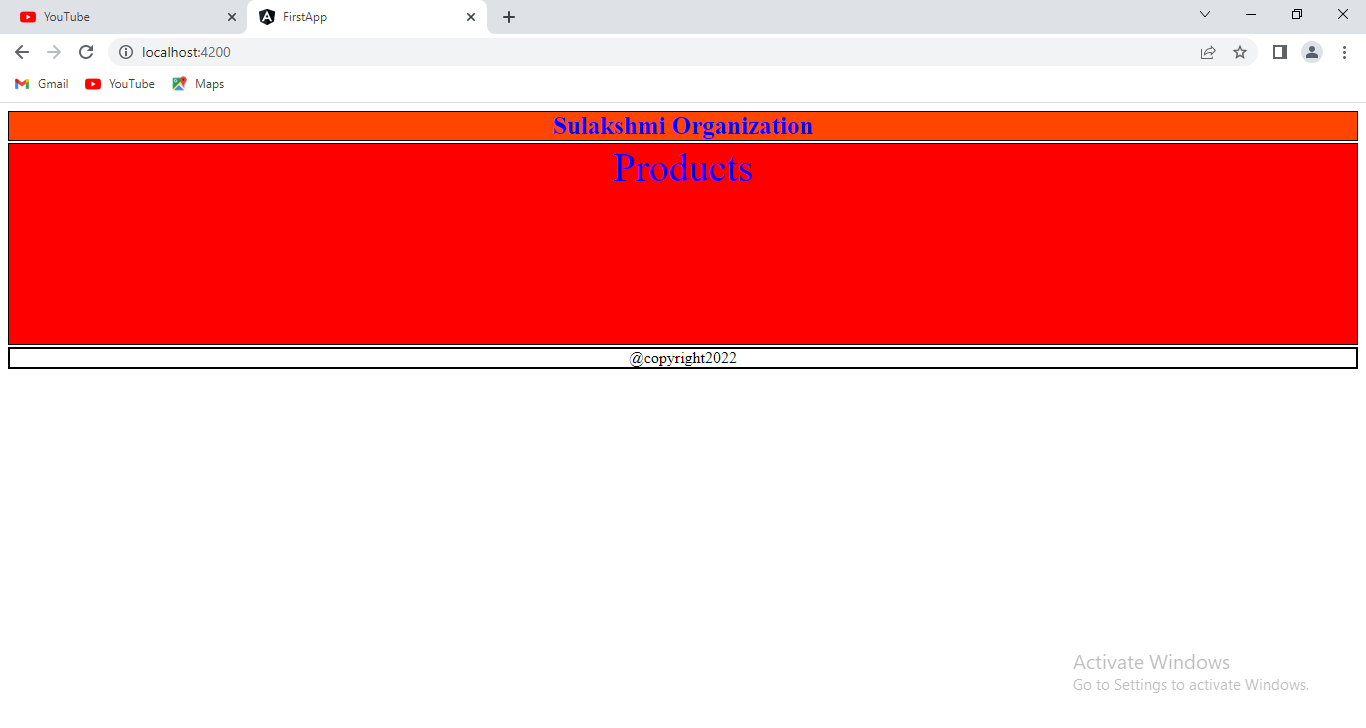 YouTube
FirstApp
localhost:4200
Gmail
YouTube
Maps
Sulakshmi Organization
Products
@copyright2022
Activate Windows
Go to Settings to activate Windows.